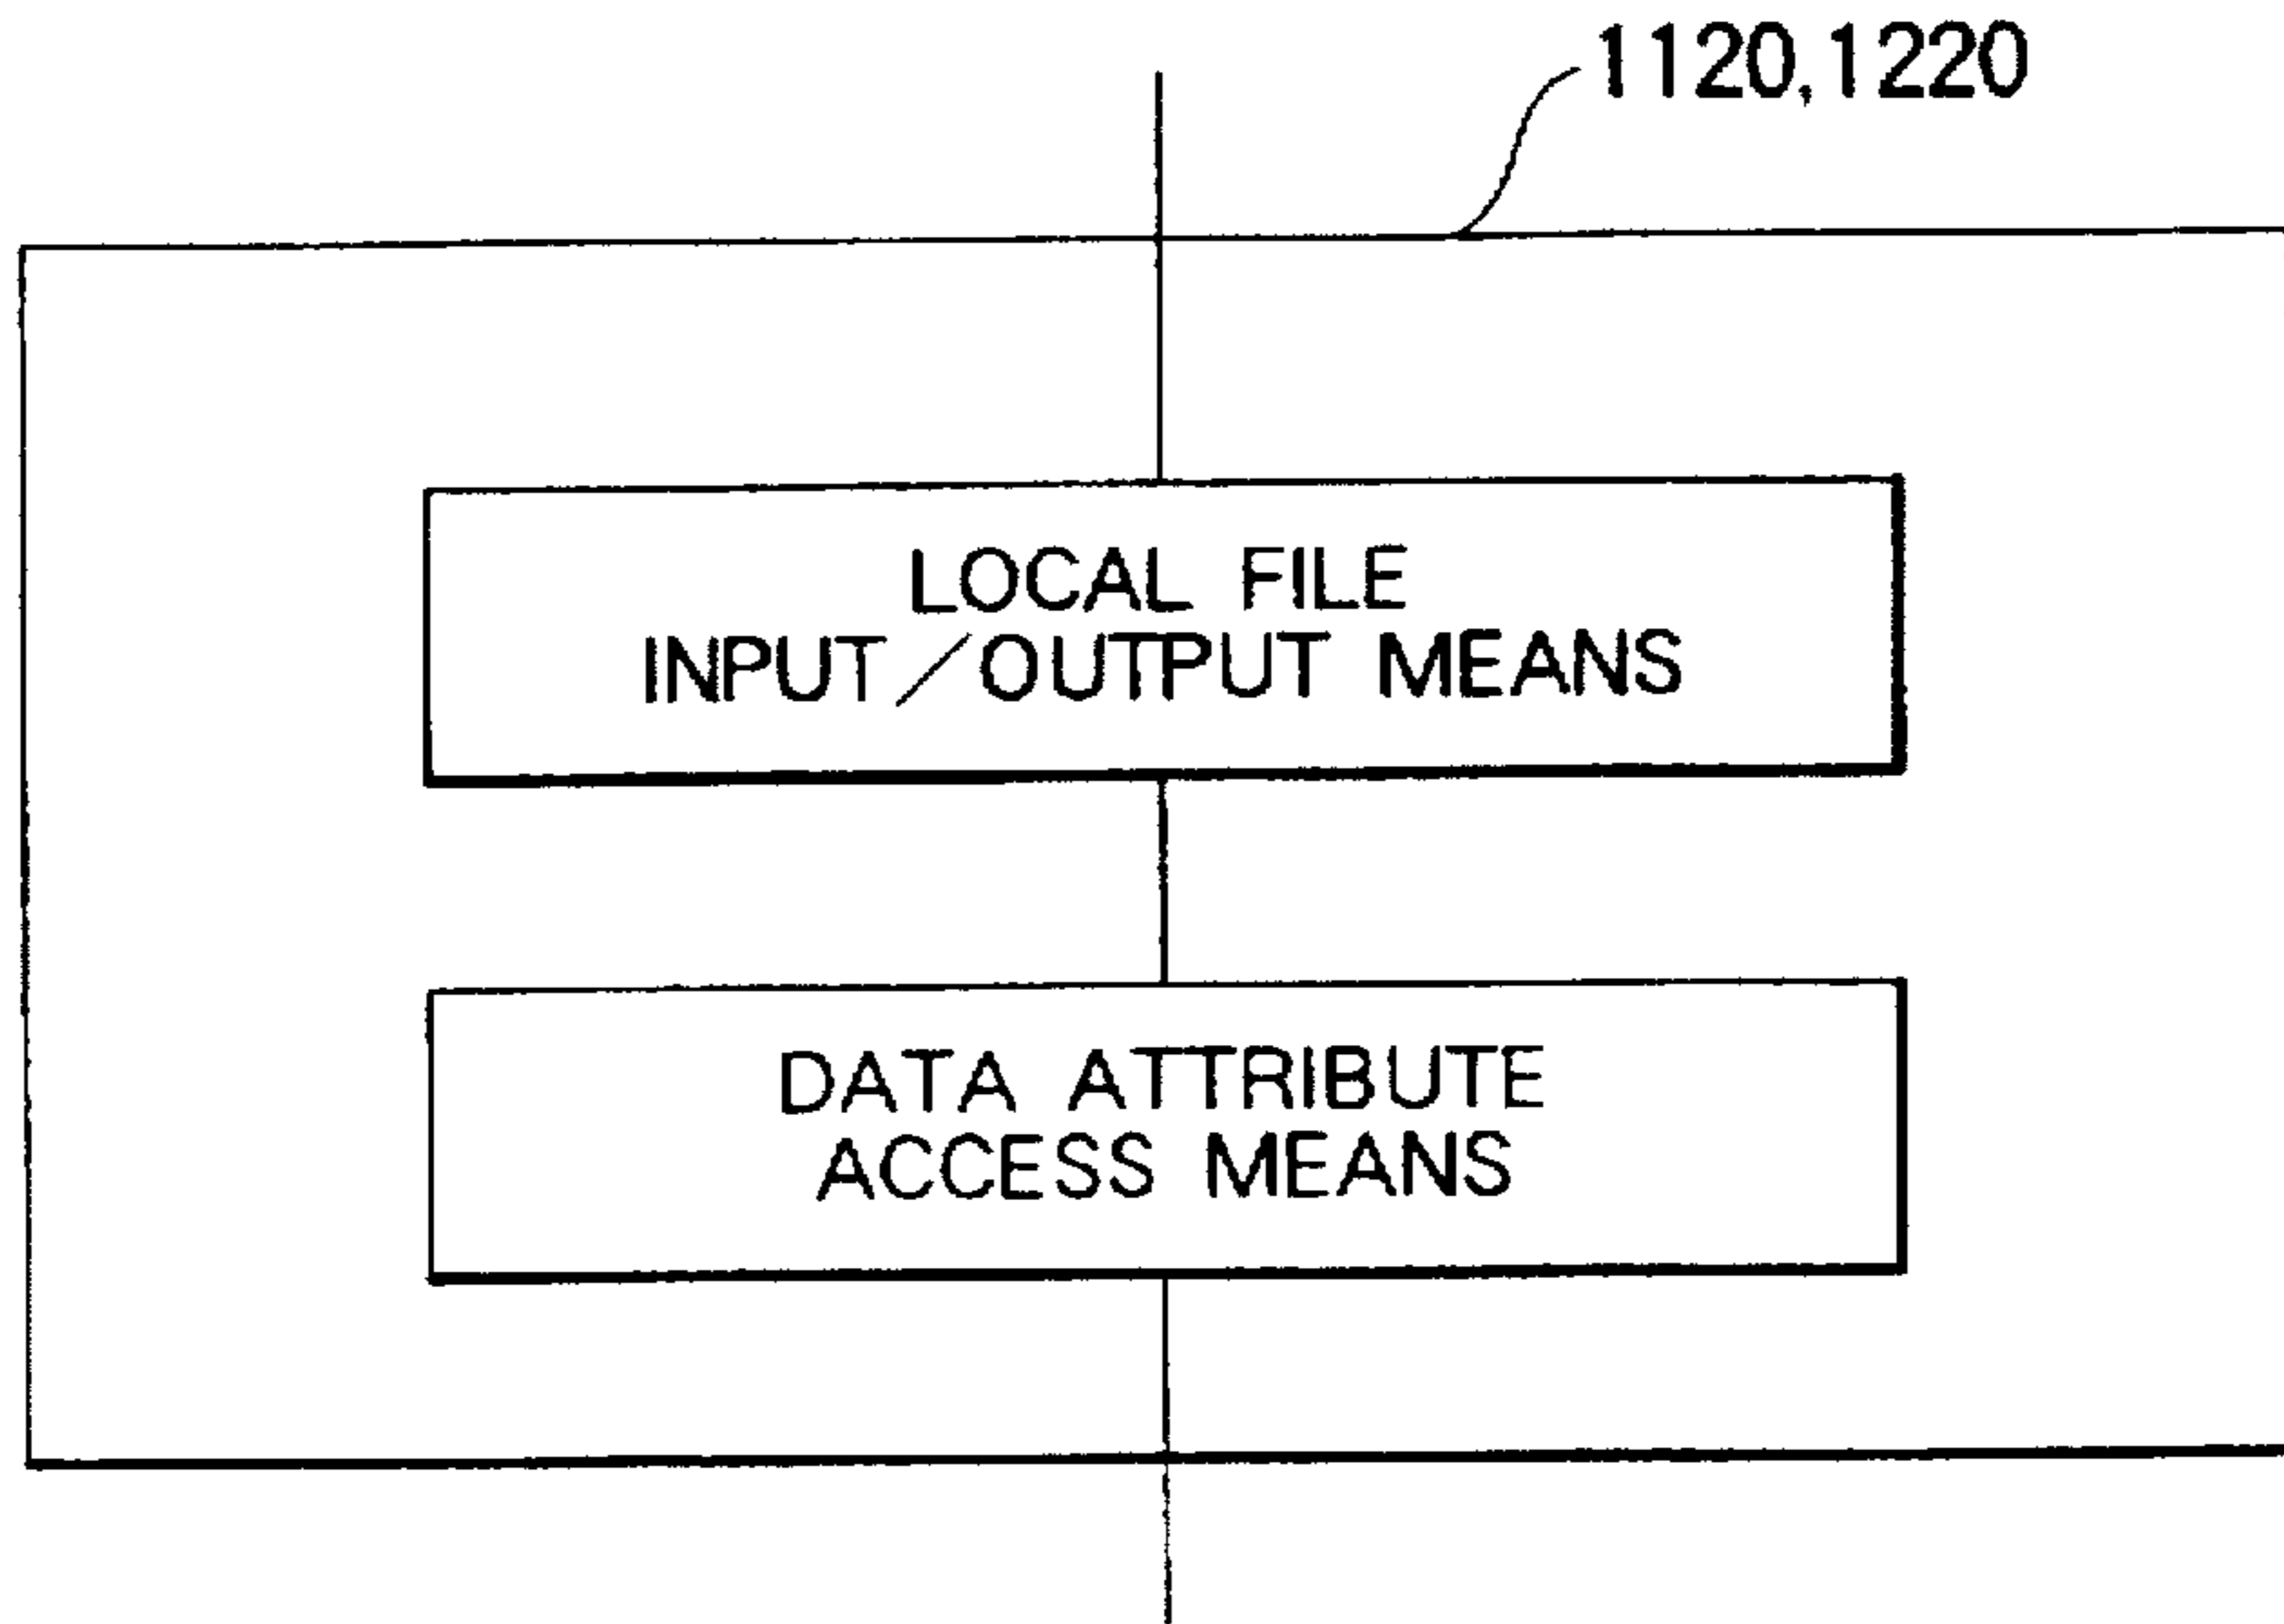 1120,1220
LOCAL FILE
INPUT/OUTPUT MEANS
DATA ATTRIBUTE
ACCESS MEANS